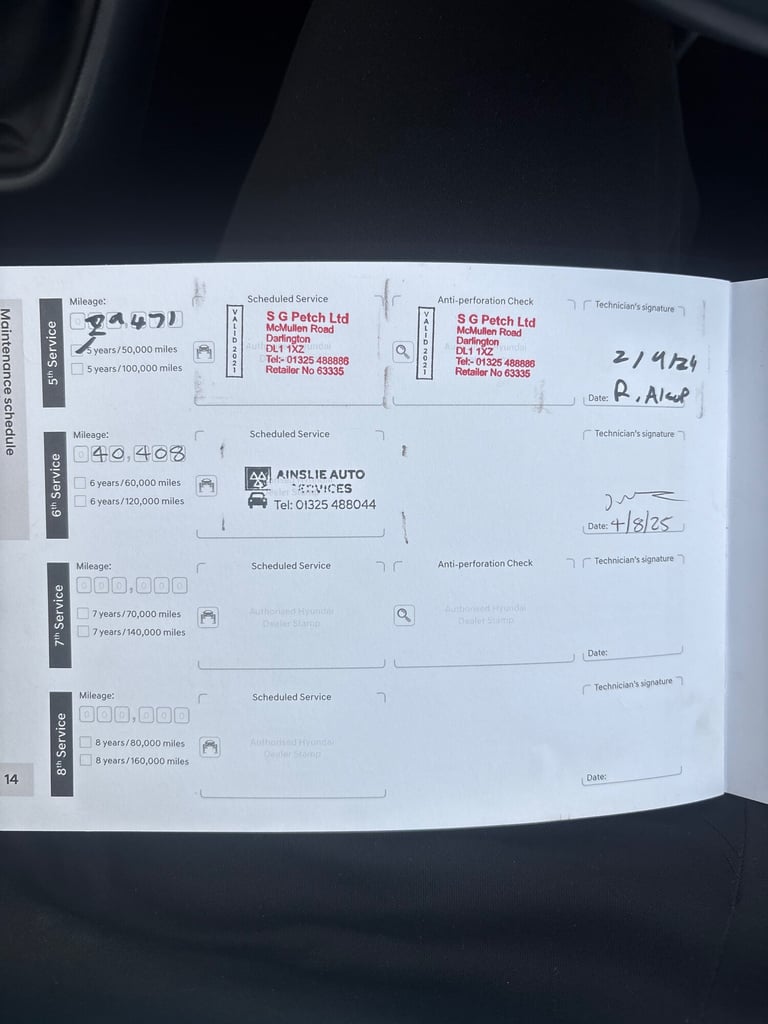 Maintenance schedule
14
5th Service
Mileage:
5 years/50,000 miles
5 years/100,000 miles
Scheduled Service
VALID 2021
S G Petch Ltd
McMullen Road
Darlington
DL1 1XZ
Tel:- 01325 488886
Retailer No 63335
Anti-perforation Check
VALID 2021
S G Petch Ltd
McMullen Road
Darlington
DL1 1XZ
Tel:- 01325 488886
Retailer No 63335
Technician's signature
2/9/24
Date:
6th Service
Mileage:
40,408
6 years/60,000 miles
6 years/120,000 miles
Scheduled Service
AINSLIE AUTO
SERVICES
Tel: 01325 488044
Technician's signature
Date: 4/8/25
7th Service
Mileage:
000,000
7 years/70,000 miles
7 years/140,000 miles
Scheduled Service
Authorised Hyundai
Dealer Stamp
Anti-perforation Check
Authorised Hyundai
Dealer Stamp
Technician's signature
Date:
8th Service
Mileage:
000,000
8 years/80,000 miles
8 years/160,000 miles
Scheduled Service
Authorised Hyundai
Dealer Stamp
Technician's signature
Date: